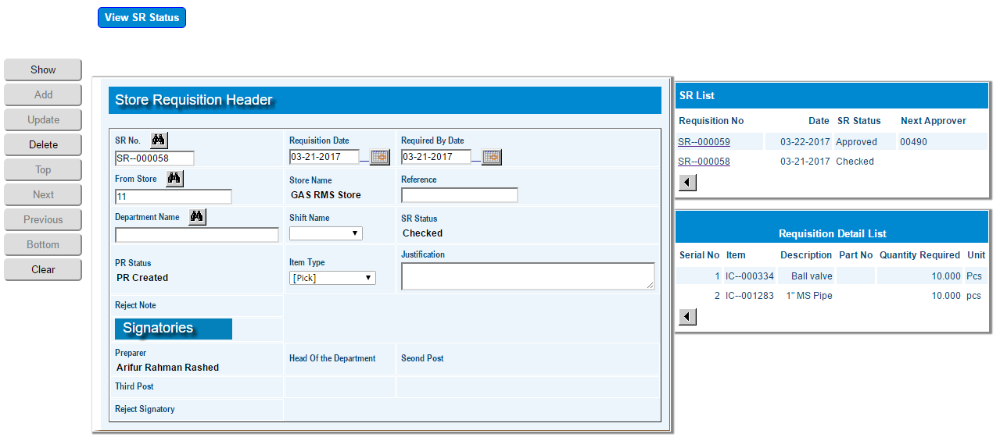 View SR Status
Show
Add
Update
Delete
Top
Next
Previous
Bottom
Clear
Store Requisition Header
SR No.
SR--000058
Requisition Date
03-21-2017
Required By Date
03-21-2017
From Store
11
Store Name
GAS RMS Store
Reference
Department Name
Shift Name
SR Status
Checked
PR Status
PR Created
Item Type
[Pick]
Justification
Reject Note
Signatories
Preparer
Arifur Rahman Rashed
Head Of the Department
Seond Post
Third Post
Reject Signatory
SR List
Requisition No Date SR Status Next Approver
SR--000059 03-22-2017 Approved 00490
SR--000058 03-21-2017 Checked
Requisition Detail List
Serial No Item Description Part No Quantity Required Unit
1 IC--000334 Ball valve 10.000 Pcs
2 IC--001283 1" MS Pipe 10.000 pcs